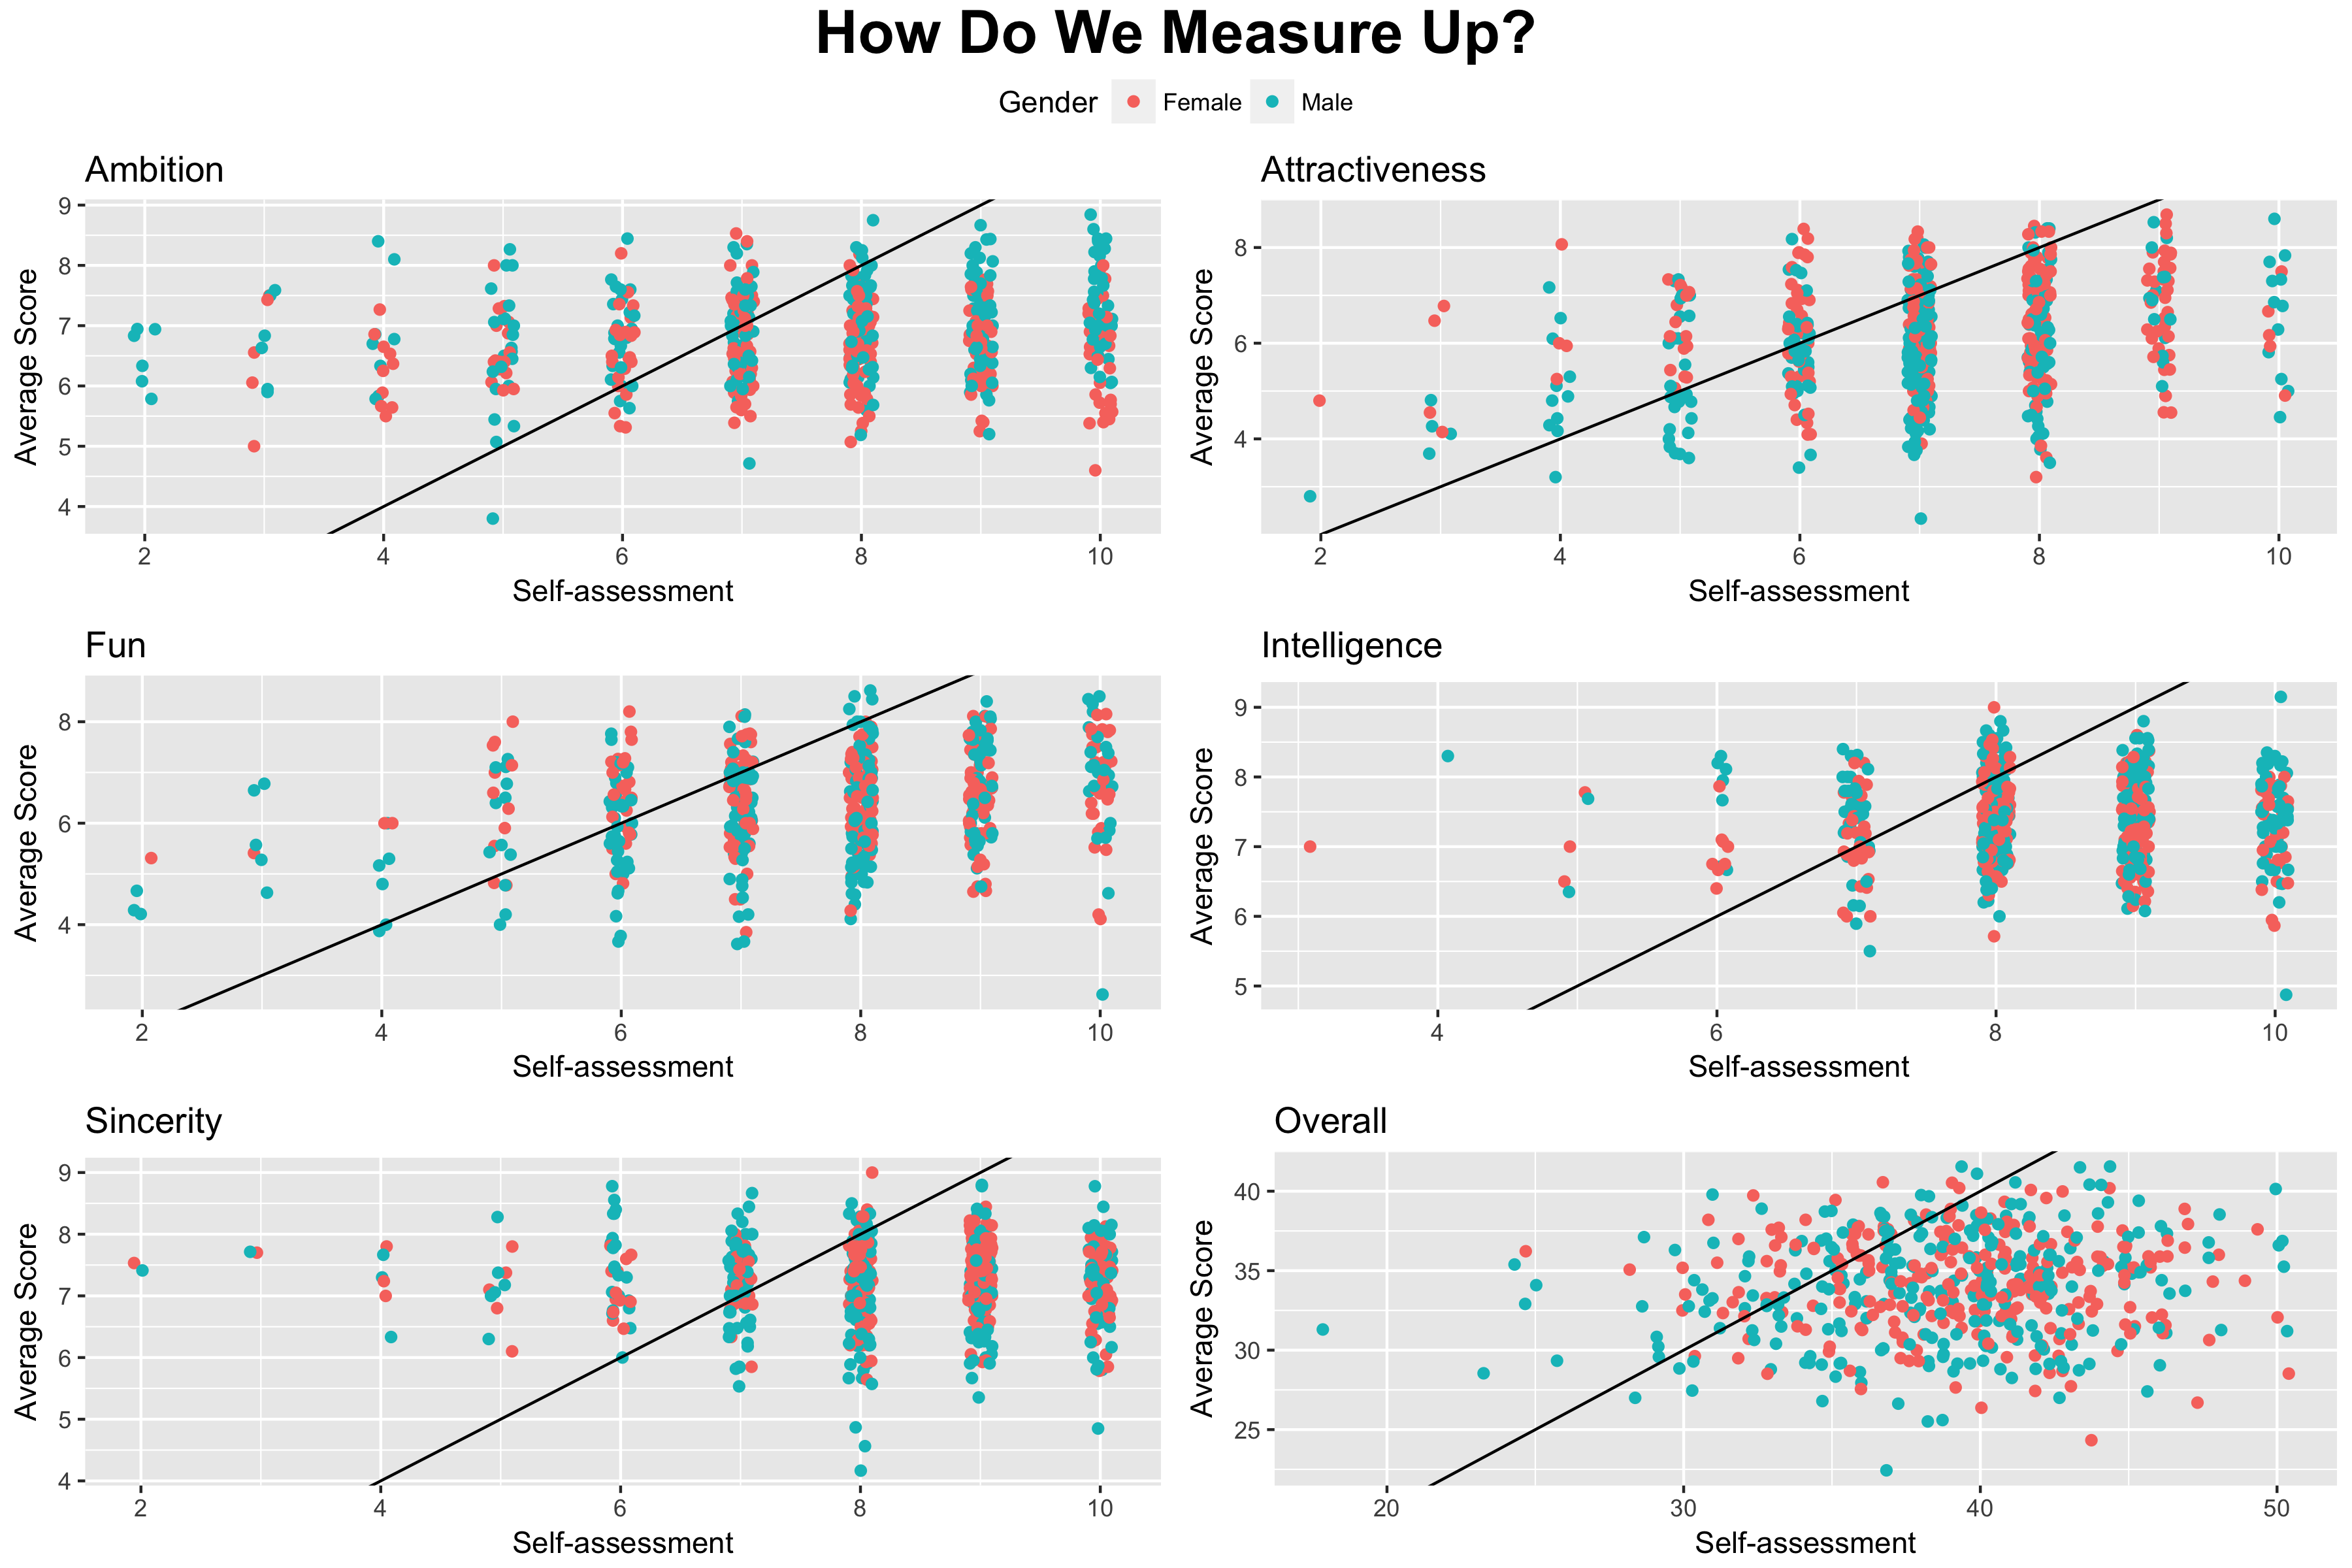 How Do We Measure Up?
Gender Female Male
Ambition
9
8
7
6
5
4
Average Score
2 4 6 8 10
Self-assessment
Attractiveness
8
6
4
Average Score
2 4 6 8 10
Self-assessment
Fun
8
6
4
Average Score
2 4 6 8 10
Self-assessment
Intelligence
9
8
7
6
5
Average Score
4 6 8 10
Self-assessment
Sincerity
9
8
7
6
5
4
Average Score
2 4 6 8 10
Self-assessment
Overall
40
35
30
25
Average Score
20 30 40 50
Self-assessment